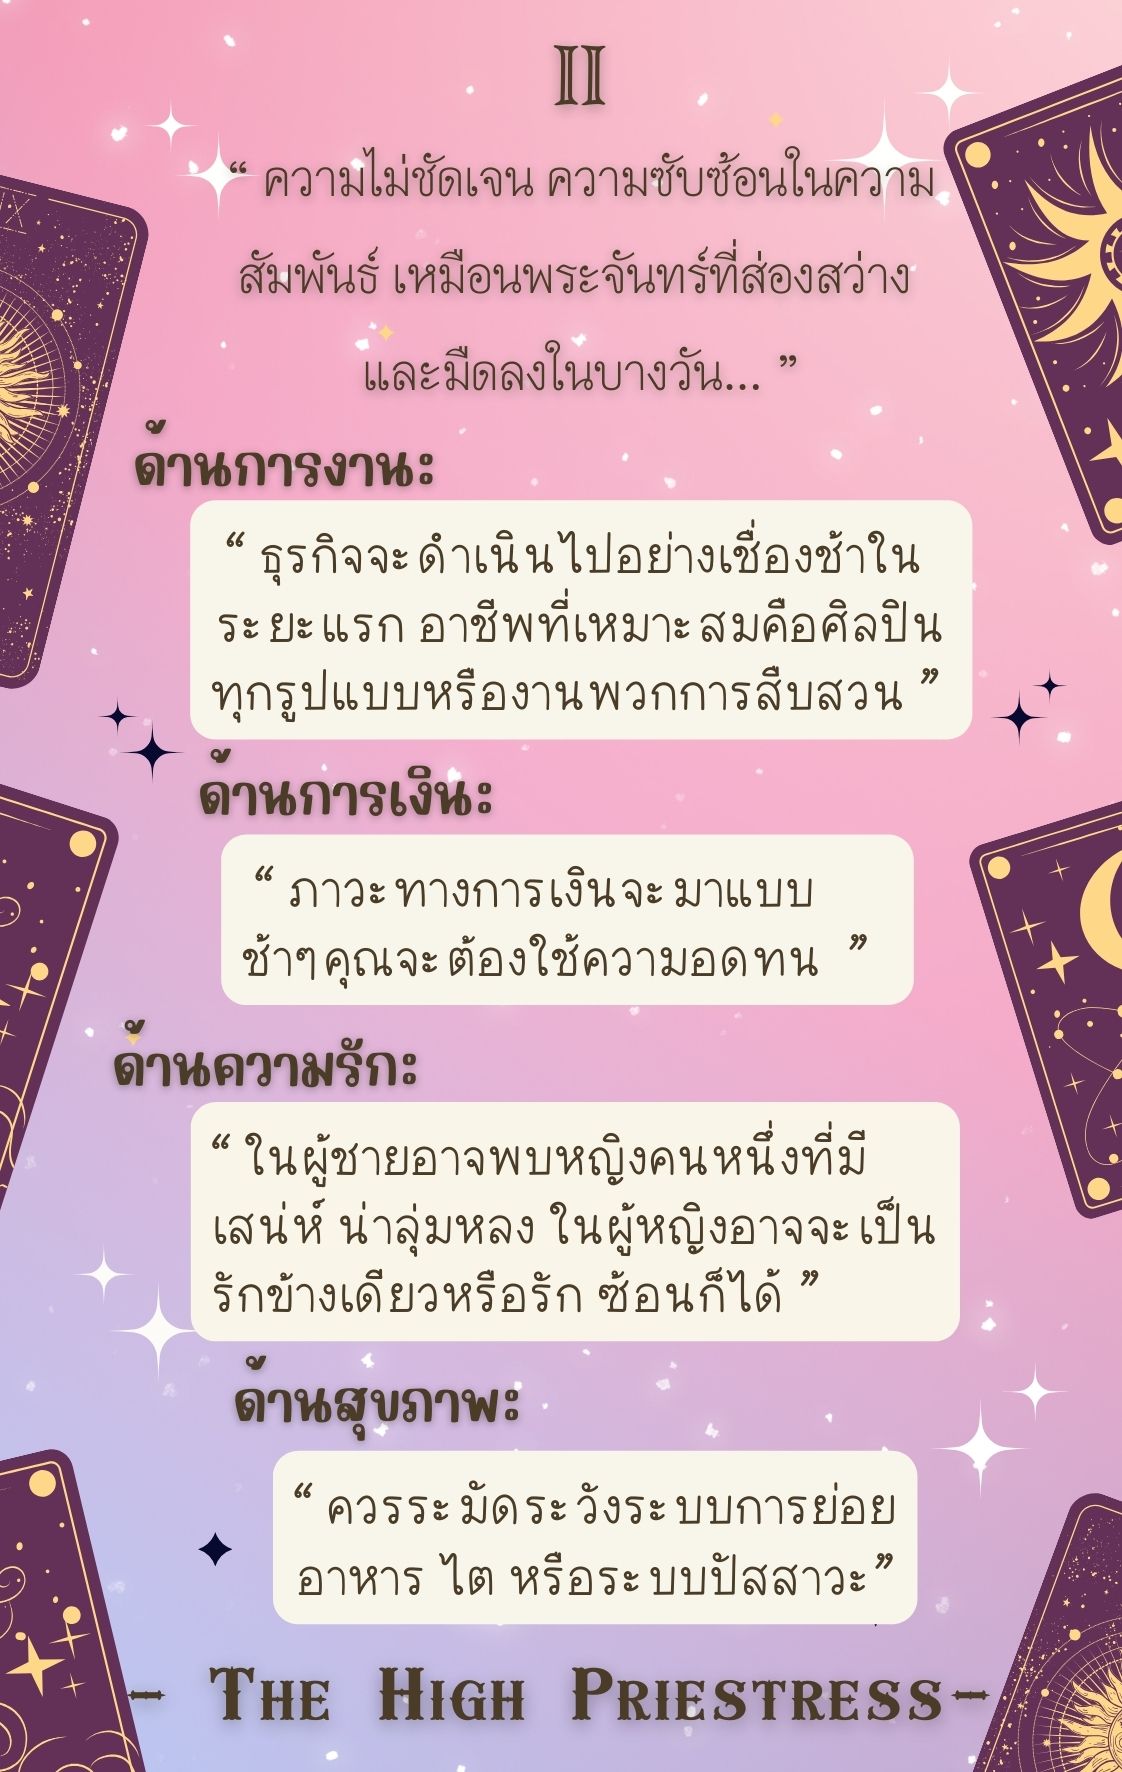 II
“ ความไม่ชัดเจน ความซับซ้อนในความ
สัมพันธ์ เหมือนพระจันทร์ที่ส่องสว่าง
และมืดลงในบางวัน... ”
ด้านการงาน:
“ ธุรกิจจะดำเนินไปอย่างเชื่องช้าใน
ระยะแรก อาชีพที่เหมาะสมคือศิลปิน
ทุกรูปแบบหรืองานพวกการสืบสวน ”
ด้านการเงิน:
“ ภาวะทางการเงินจะมาแบบ
ช้าๆคุณจะต้องใช้ความอดทน ”
ด้านความรัก:
“ ในผู้ชายอาจพบหญิงคนหนึ่งที่มี
เสน่ห์ น่าลุ่มหลง ในผู้หญิงอาจจะเป็น
รักข้างเดียวหรือรัก ซ้อนก็ได้ ”
ด้านสุขภาพ:
“ ควรระมัดระวังระบบการย่อย
อาหาร ไต หรือระบบปัสสาวะ”
- The High Priestress-